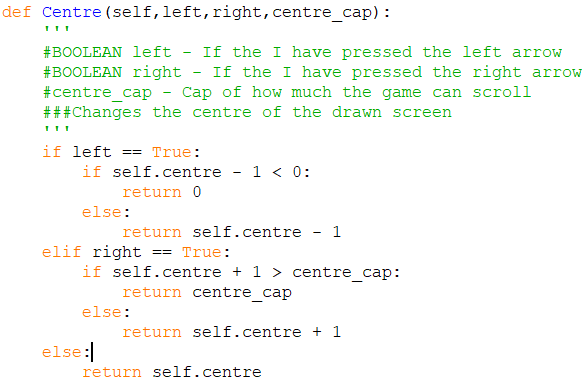 def Centre(self,left,right,centre_cap):
    '''
    #BOOLEAN left - If the I have pressed the left arrow
    #BOOLEAN right - If the I have pressed the right arrow
    #centre_cap - Cap of how much the game can scroll
    ###Changes the centre of the drawn screen
    '''
    if left == True:
        if self.centre - 1 < 0:
            return 0
        else:
            return self.centre - 1
    elif right == True:
        if self.centre + 1 > centre_cap:
            return centre_cap
        else:
            return self.centre + 1
    else:
        return self.centre